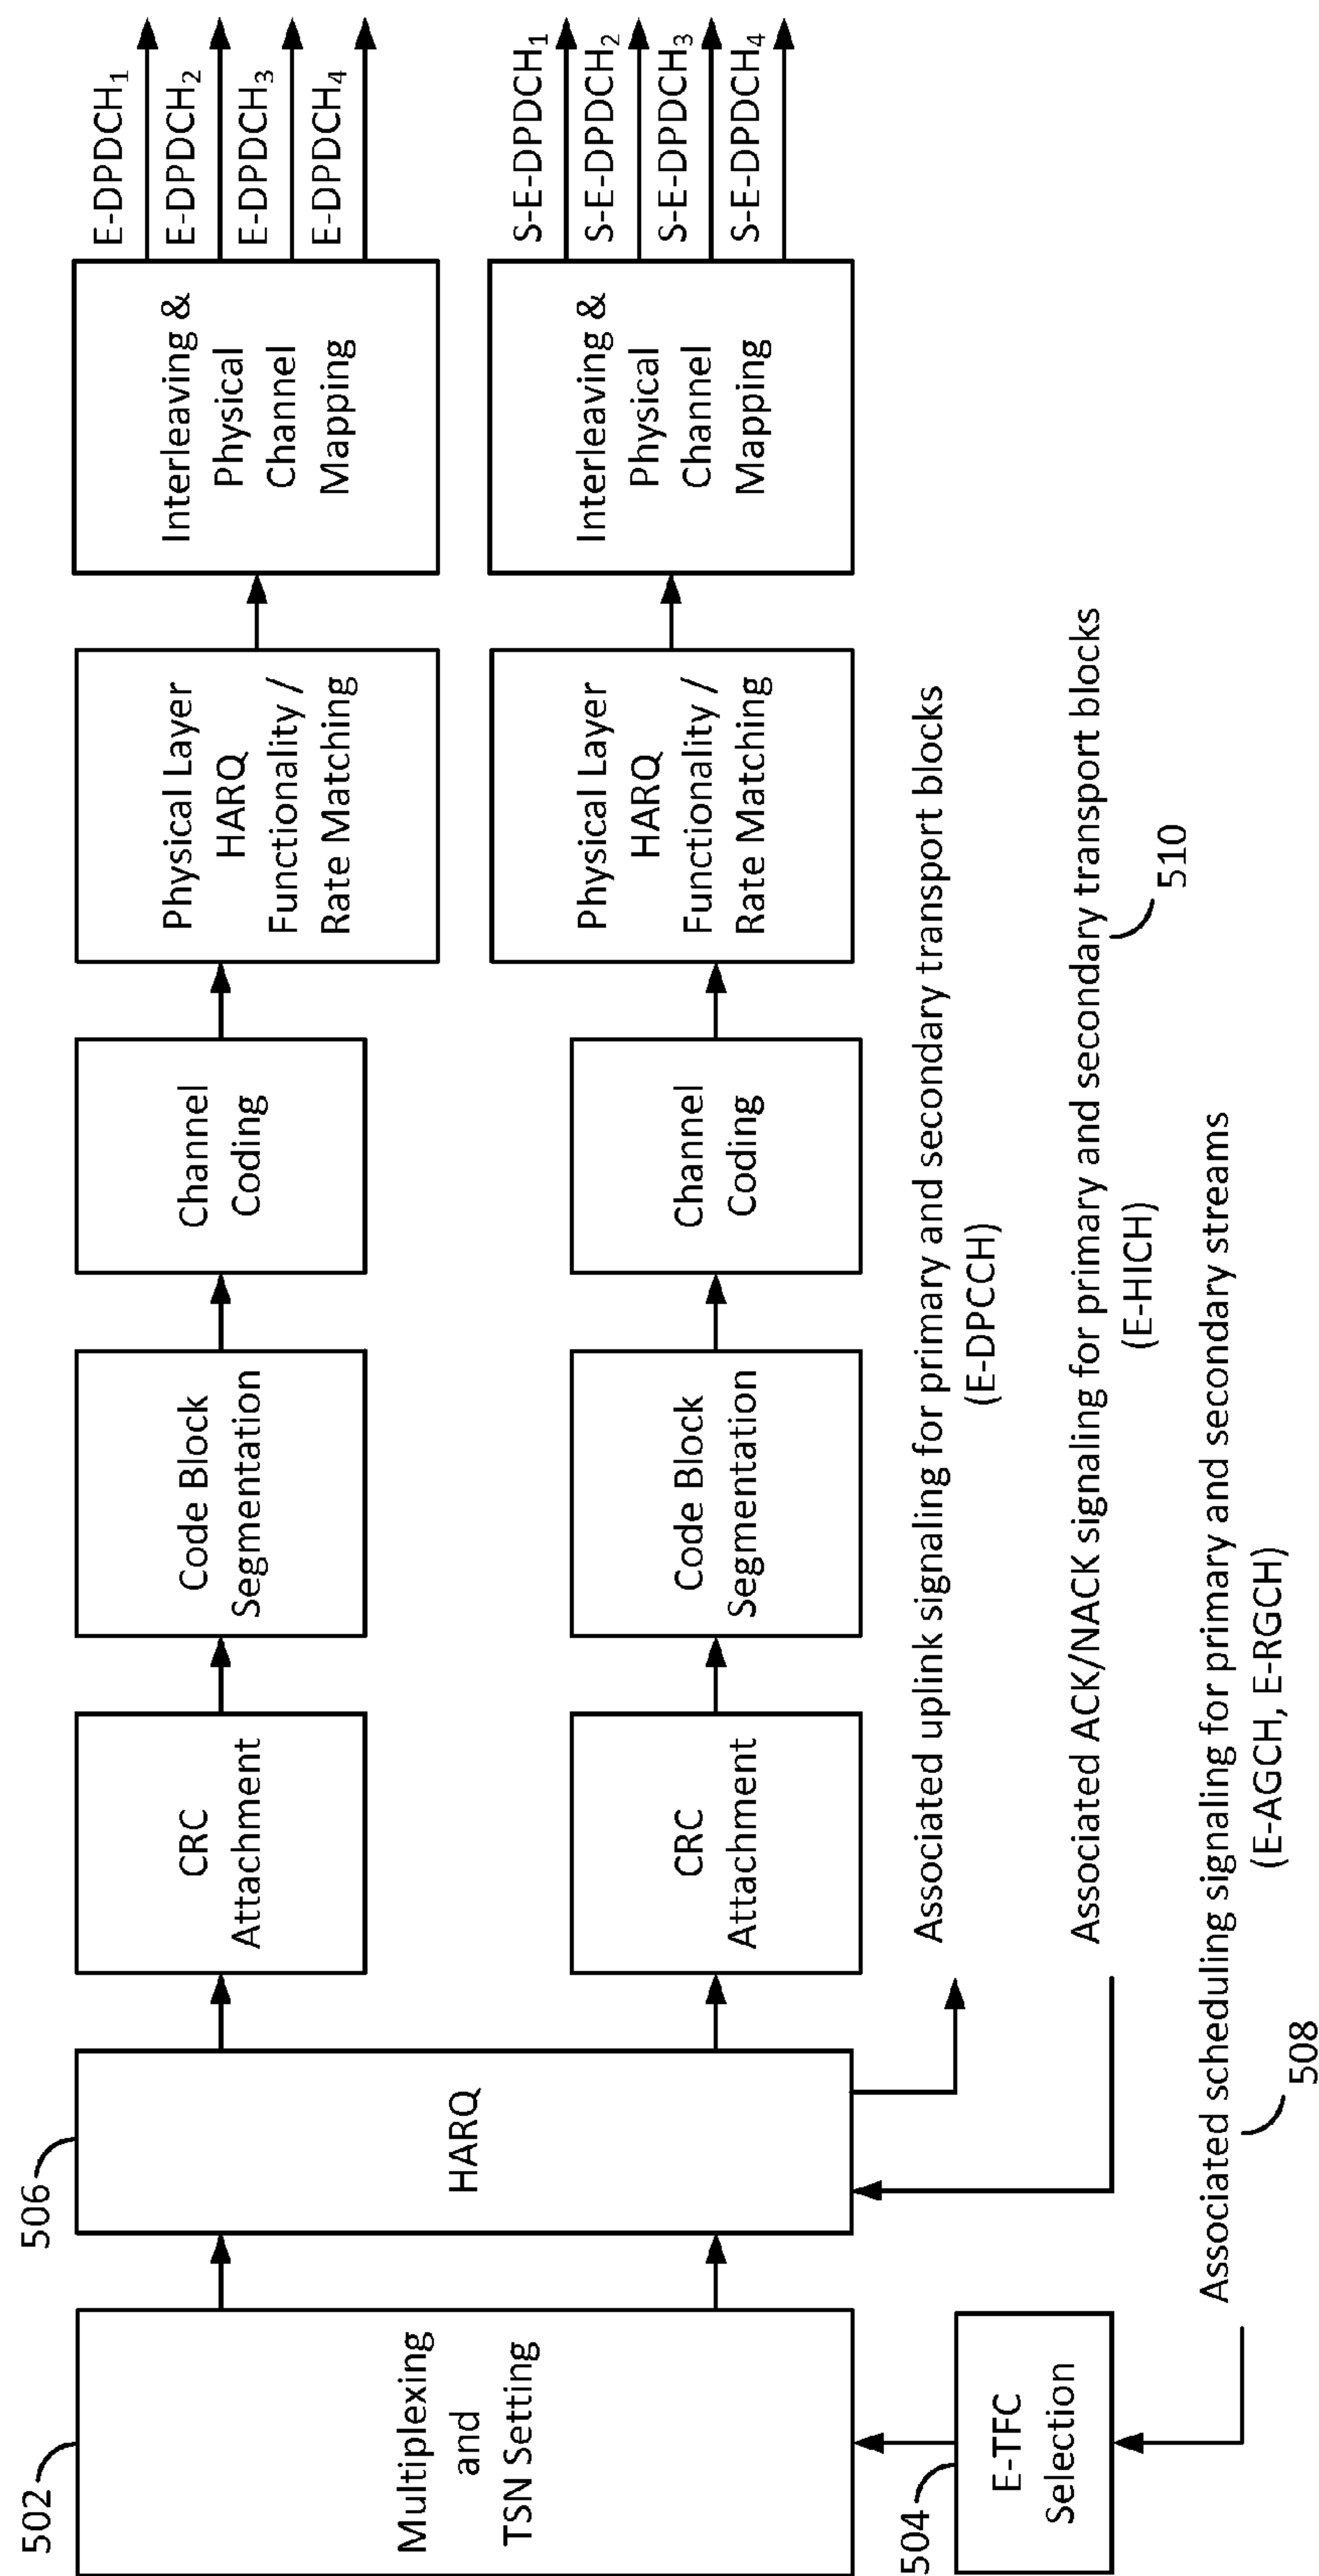 502
Multiplexing
and
TSN Setting
504
E-TFC
Selection
506
HARQ
CRC
Attachment
Code Block
Segmentation
Channel
Coding
Physical Layer
HARQ
Functionality /
Rate Matching
Interleaving &
Physical
Channel
Mapping
E-DPDCH₁
E-DPDCH₂
E-DPDCH₃
E-DPDCH₄
CRC
Attachment
Code Block
Segmentation
Channel
Coding
Physical Layer
HARQ
Functionality /
Rate Matching
Interleaving &
Physical
Channel
Mapping
S-E-DPDCH₁
S-E-DPDCH₂
S-E-DPDCH₃
S-E-DPDCH₄
Associated uplink signaling for primary and secondary transport blocks
(E-DPCCH)
Associated ACK/NACK signaling for primary and secondary transport blocks
(E-HICH)
510
Associated scheduling signaling for primary and secondary streams
(E-AGCH, E-RGCH)
508